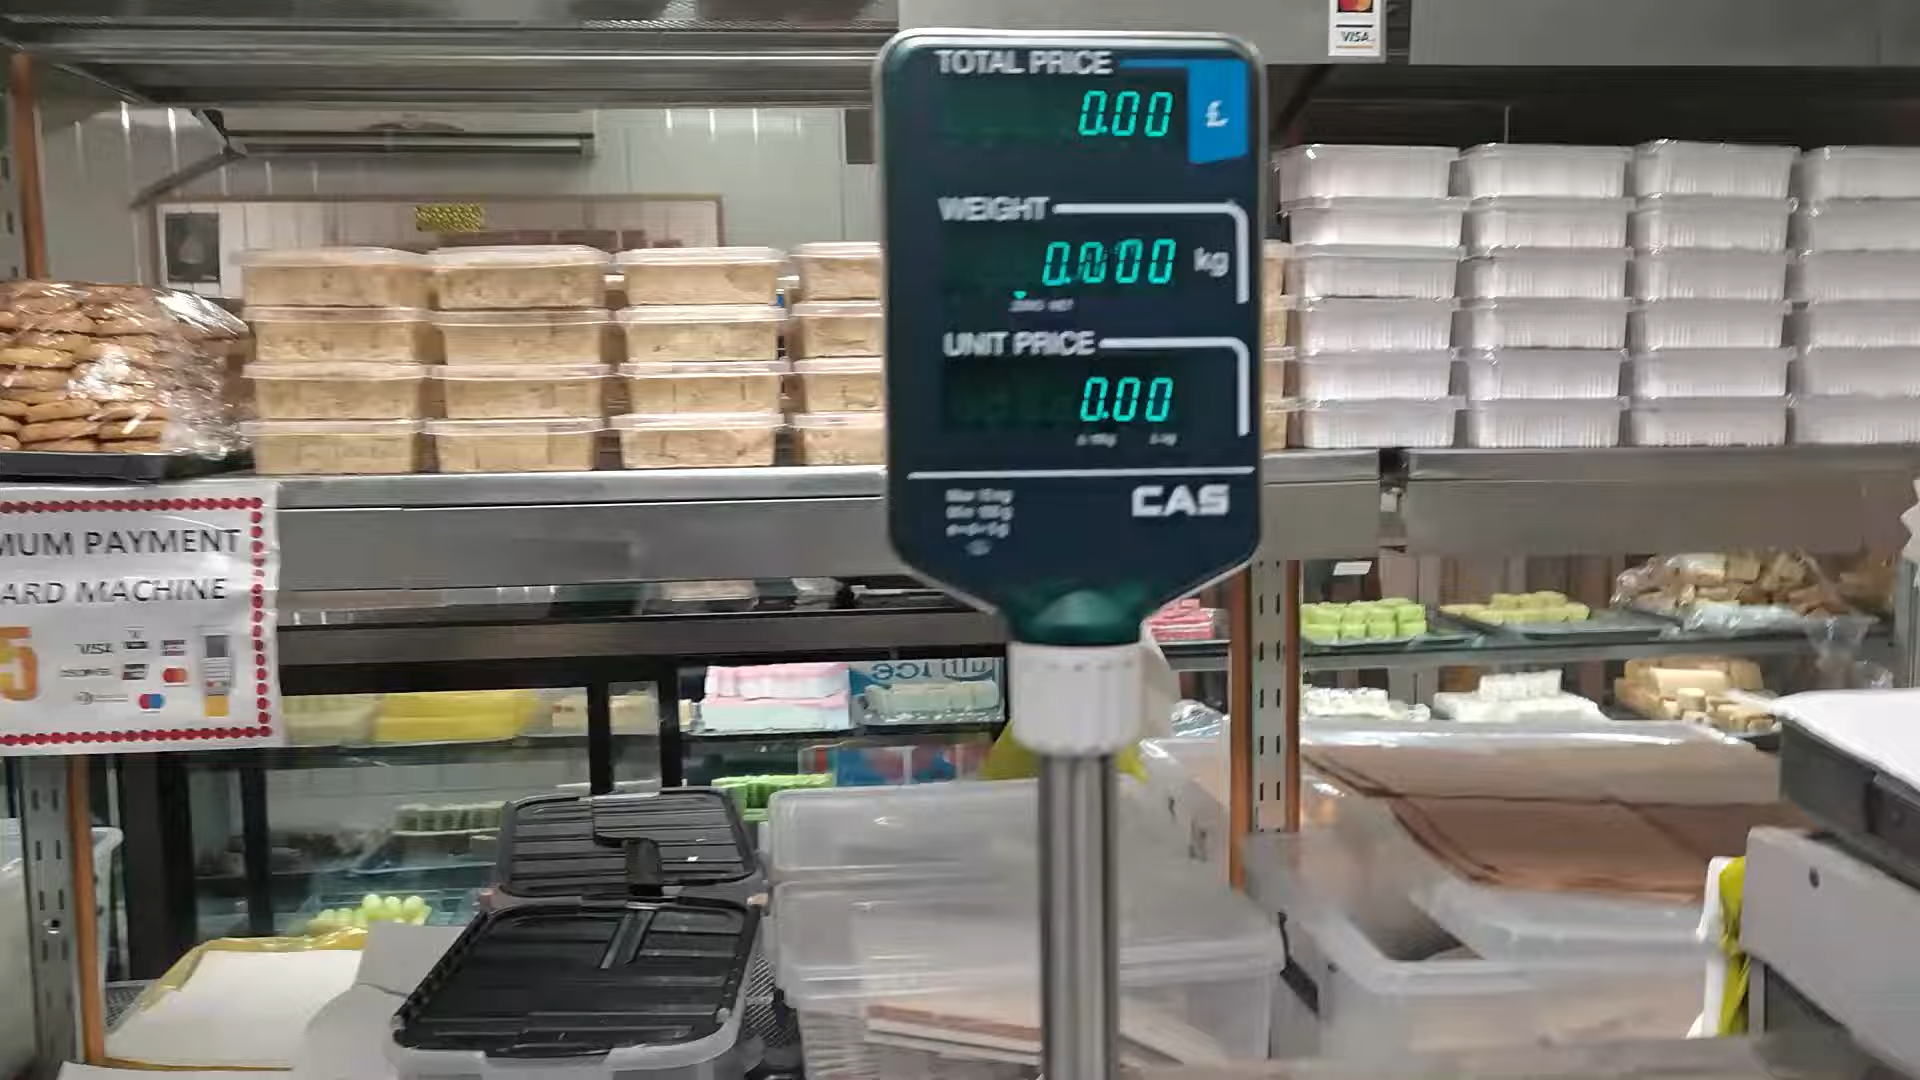 VISA
TOTAL PRICE
0.00 £
WEIGHT
0.000 kg
UNIT PRICE
0.00
CAS
MUM PAYMENT
ARD MACHINE
5
VISA